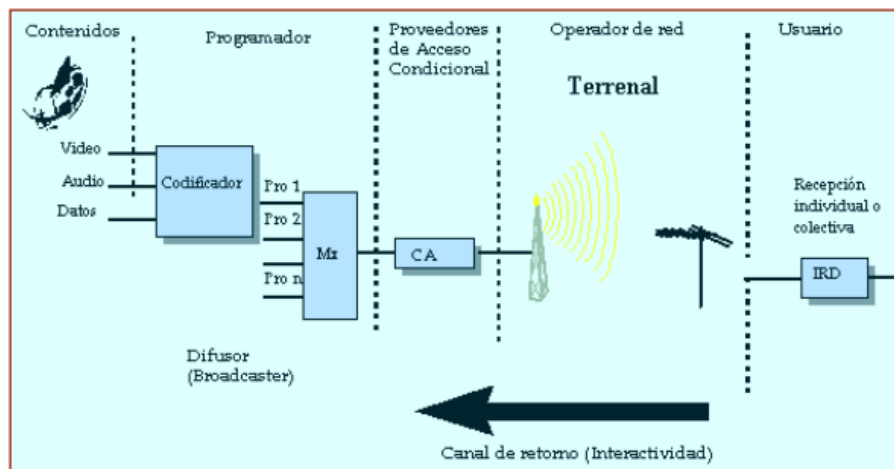 Contenidos
Programador
Proveedores
de Acceso
Condicional
Operador de red
Usuario
Terrenal
Video
Audio
Datos
Codificador
Pro 1
Pro 2
Pro n
Mx
CA
Recepción
individual o
colectiva
IRD
Difusor
(Broadcaster)
Canal de retorno (Interactividad)